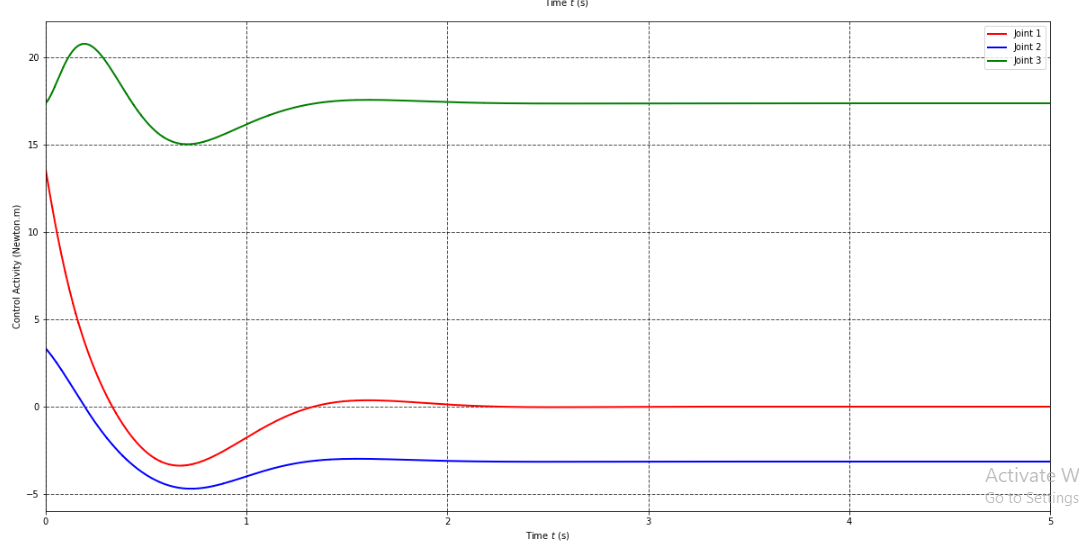 Time t (s)
Joint 1
Joint 2
Joint 3
Control Activity (Newton.m)
20
15
10
5
0
−5
0 1 2 3 4 5
Time t (s)
Activate W
Go to Settings